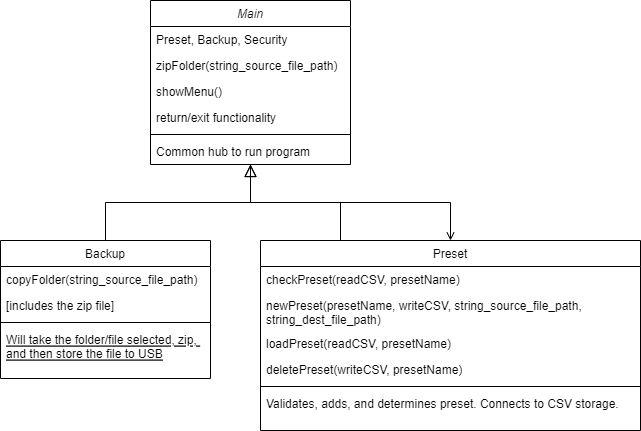 Main
Preset, Backup, Security
zipFolder(string_source_file_path)
showMenu()
return/exit functionality
Common hub to run program
Backup
copyFolder(string_source_file_path)
[includes the zip file]
Will take the folder/file selected, zip,
and then store the file to USB
Preset
checkPreset(readCSV, presetName)
newPreset(presetName, writeCSV, string_source_file_path,
string_dest_file_path)
loadPreset(readCSV, presetName)
deletePreset(writeCSV, presetName)
Validates, adds, and determines preset. Connects to CSV storage.